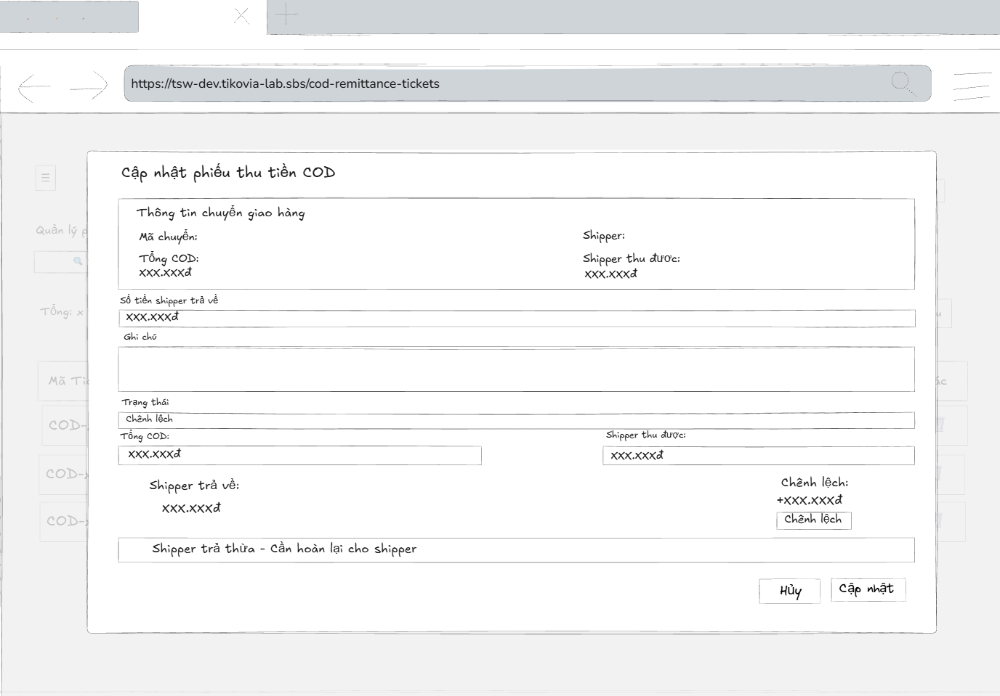 https://tsw-dev.tikovia-lab.sbs/cod-remittance-tickets
Cập nhật phiếu thu tiền COD
Quản lý p
Tổng: x
Mã Tic
COD-
COD-x
COD-x
u
ác
Thông tin chuyển giao hàng
Mã chuyển:
Shipper:
Tổng COD:
xxx.xxxđ
Shipper thu được:
xxx.xxxđ
Số tiền shipper trả về
xxx.xxxđ
Ghi chú
Trạng thái
Chênh lệch
Tổng COD:
xxx.xxxđ
Shipper thu được:
xxx.xxxđ
Shipper trả về:
xxx.xxxđ
Chênh lệch:
+xxx.xxxđ
Chênh lệch
Shipper trả thừa - Cần hoàn lại cho shipper
Hủy
Cập nhật